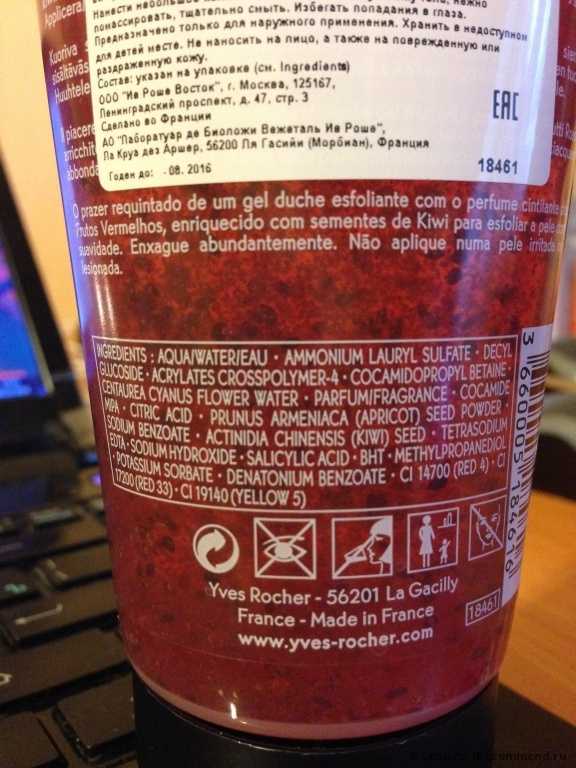 Нанести небольшое
помассировать, тщательно смыть. Избегать попадания в глаза.
Предназначено только для наружного применения. Хранить в недоступном
для детей месте. Не наносить на лицо, а также на поврежденную или
раздраженную кожу.
Состав: указан на упаковке (см. Ingredients)
ООО "Ив Роше Восток", г. Москва, 125167,
Ленинградский проспект, д. 47, стр. 3
Сделано во Франции
EAC
АО "Лаборатуар де Биоложи Вежеталь Ив Роше",
Ла Круа дез Аршер, 56200 Ля Гасийи (Морбиан), Франция
Годен до: - 08. 2016
18461
Kuoriva
sisältäväs
Huuhtele
piacere
arricchit
abbonda
O prazer requintado de um gel duche esfoliante com o perfume cintilante
Frutos Vermelhos, enriquecido com sementes de Kiwi para esfoliar a pele
suavidade. Enxague abundantemente. Não aplique numa pele irritada
lesionada.
INGREDIENTS : AQUA/WATER/EAU · AMMONIUM LAURYL SULFATE · DECYL
GLUCOSIDE · ACRYLATES CROSSPOLYMER-4 · COCAMIDOPROPYL BETAINE ·
CENTAUREA CYANUS FLOWER WATER · PARFUM/FRAGRANCE · COCAMIDE
MIPA · CITRIC ACID · PRUNUS ARMENIACA (APRICOT) SEED POWDER ·
SODIUM BENZOATE · ACTINIDIA CHINENSIS (KIWI) SEED · TETRASODIUM
EDTA · SODIUM HYDROXIDE · SALICYLIC ACID · BHT · METHYLPROPANEDIOL
· POTASSIUM SORBATE · DENATONIUM BENZOATE · CI 14700 (RED 4) · CI
17200 (RED 33) · CI 19140 (YELLOW 5)
3 660005 184616
Yves Rocher - 56201 La Gacilly
France - Made in France
www.yves-rocher.com
18461